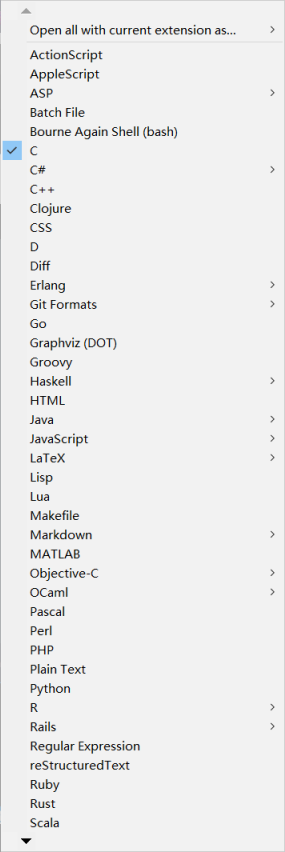 Open all with current extension as...
ActionScript
AppleScript
ASP
Batch File
Bourne Again Shell (bash)
C
C#
C++
Clojure
CSS
D
Diff
Erlang
Git Formats
Go
Graphviz (DOT)
Groovy
Haskell
HTML
Java
JavaScript
LaTeX
Lisp
Lua
Makefile
Markdown
MATLAB
Objective-C
OCaml
Pascal
Perl
PHP
Plain Text
Python
R
Rails
Regular Expression
reStructuredText
Ruby
Rust
Scala